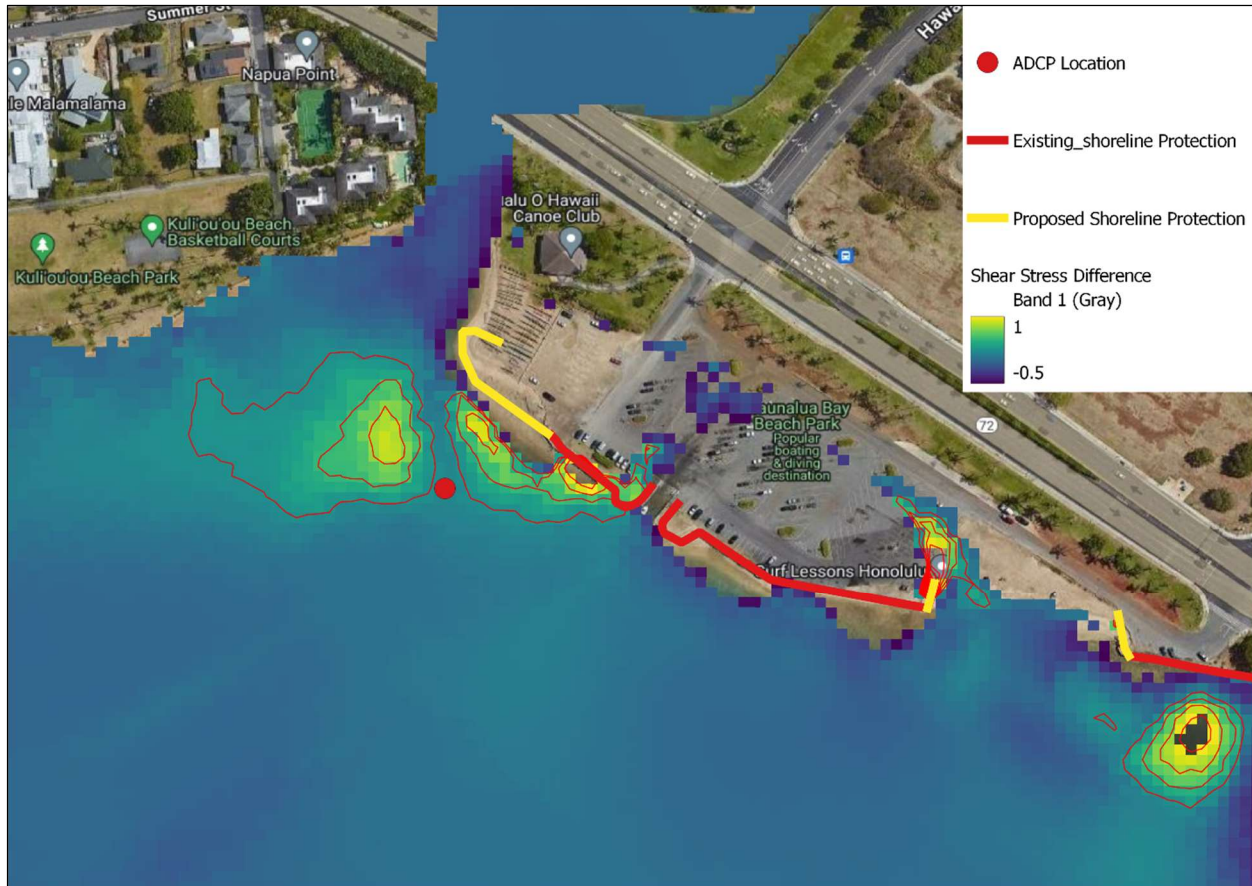 Summer St
Hawa
Napua Point
le Malamalama
alu O Hawaii
Canoe Club
Kuli'ou'ou Beach
Basketball Courts
Kuli'ou'ou Beach Park
aunalua Bay
Beach Park
Popular
boating
& diving
destination
72
Surf Lessons Honolulu
ADCP Location
Existing_shoreline Protection
Proposed Shoreline Protection
Shear Stress Difference
Band 1 (Gray)
1
-0.5